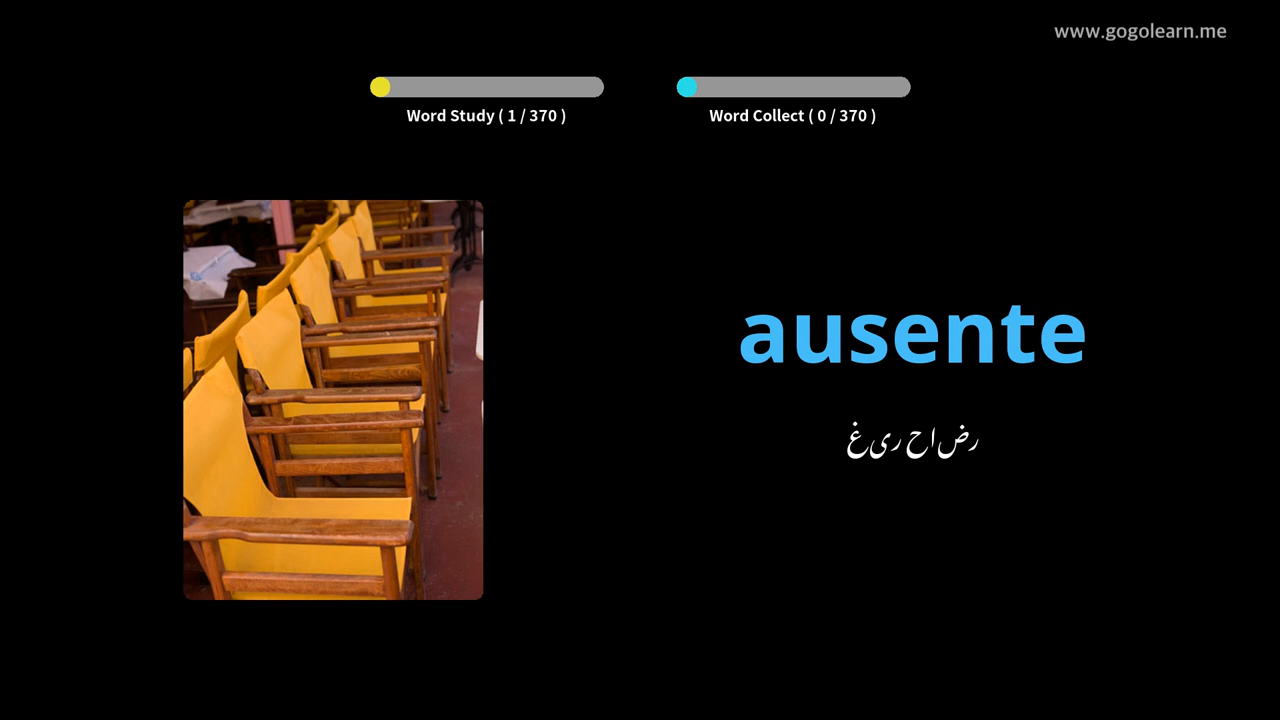 www.gogolearn.me
Word Study ( 1 / 370 )
Word Collect ( 0 / 370 )
ausente
غیر حاضر